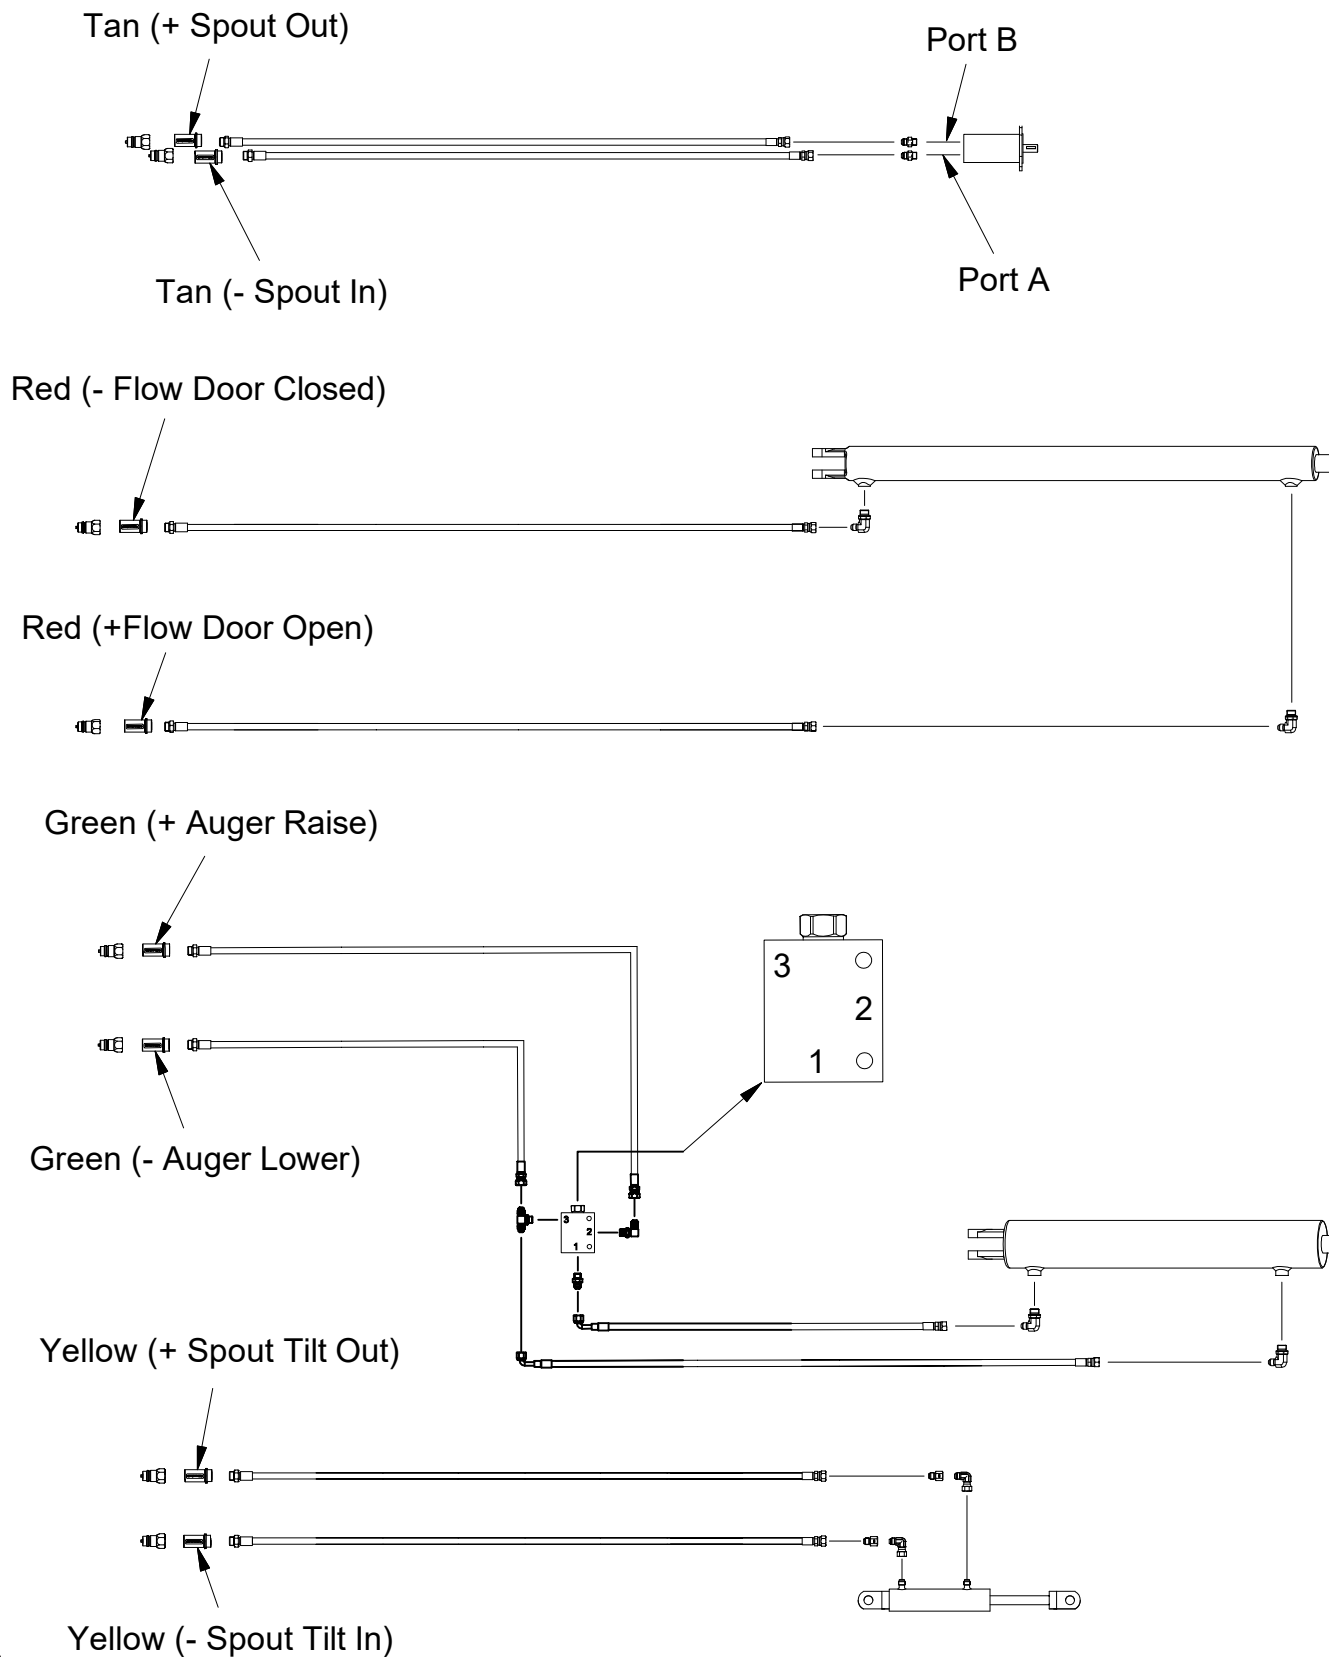 Tan (+ Spout Out)
Port B
Port A
Tan (- Spout In)
Red (- Flow Door Closed)
Red (+Flow Door Open)
Green (+ Auger Raise)
3
2
1
Green (- Auger Lower)
3
2
1
Yellow (+ Spout Tilt Out)
Yellow (- Spout Tilt In)